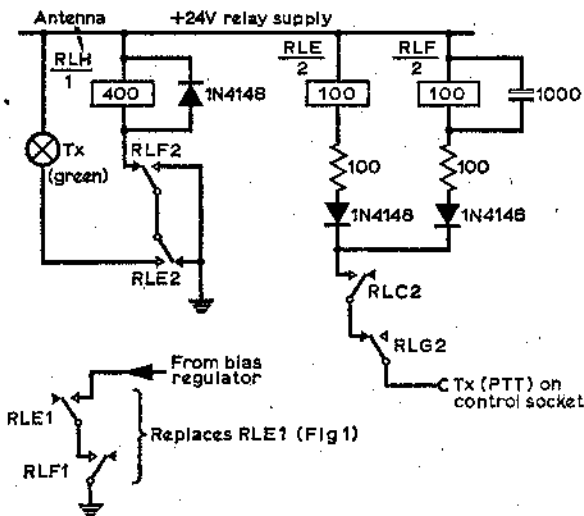 Antenna
+24V relay supply
RLH
1
400
1N4148
RLE
2
100
RLF
2
100
1000
Tx
(green)
RLF2
100
100
1N4148
1N4148
RLE2
RLC2
RLG2
Tx (PTT) on
control socket
From bias
regulator
RLE1
Replaces RLE1 (Fig 1)
RLF1